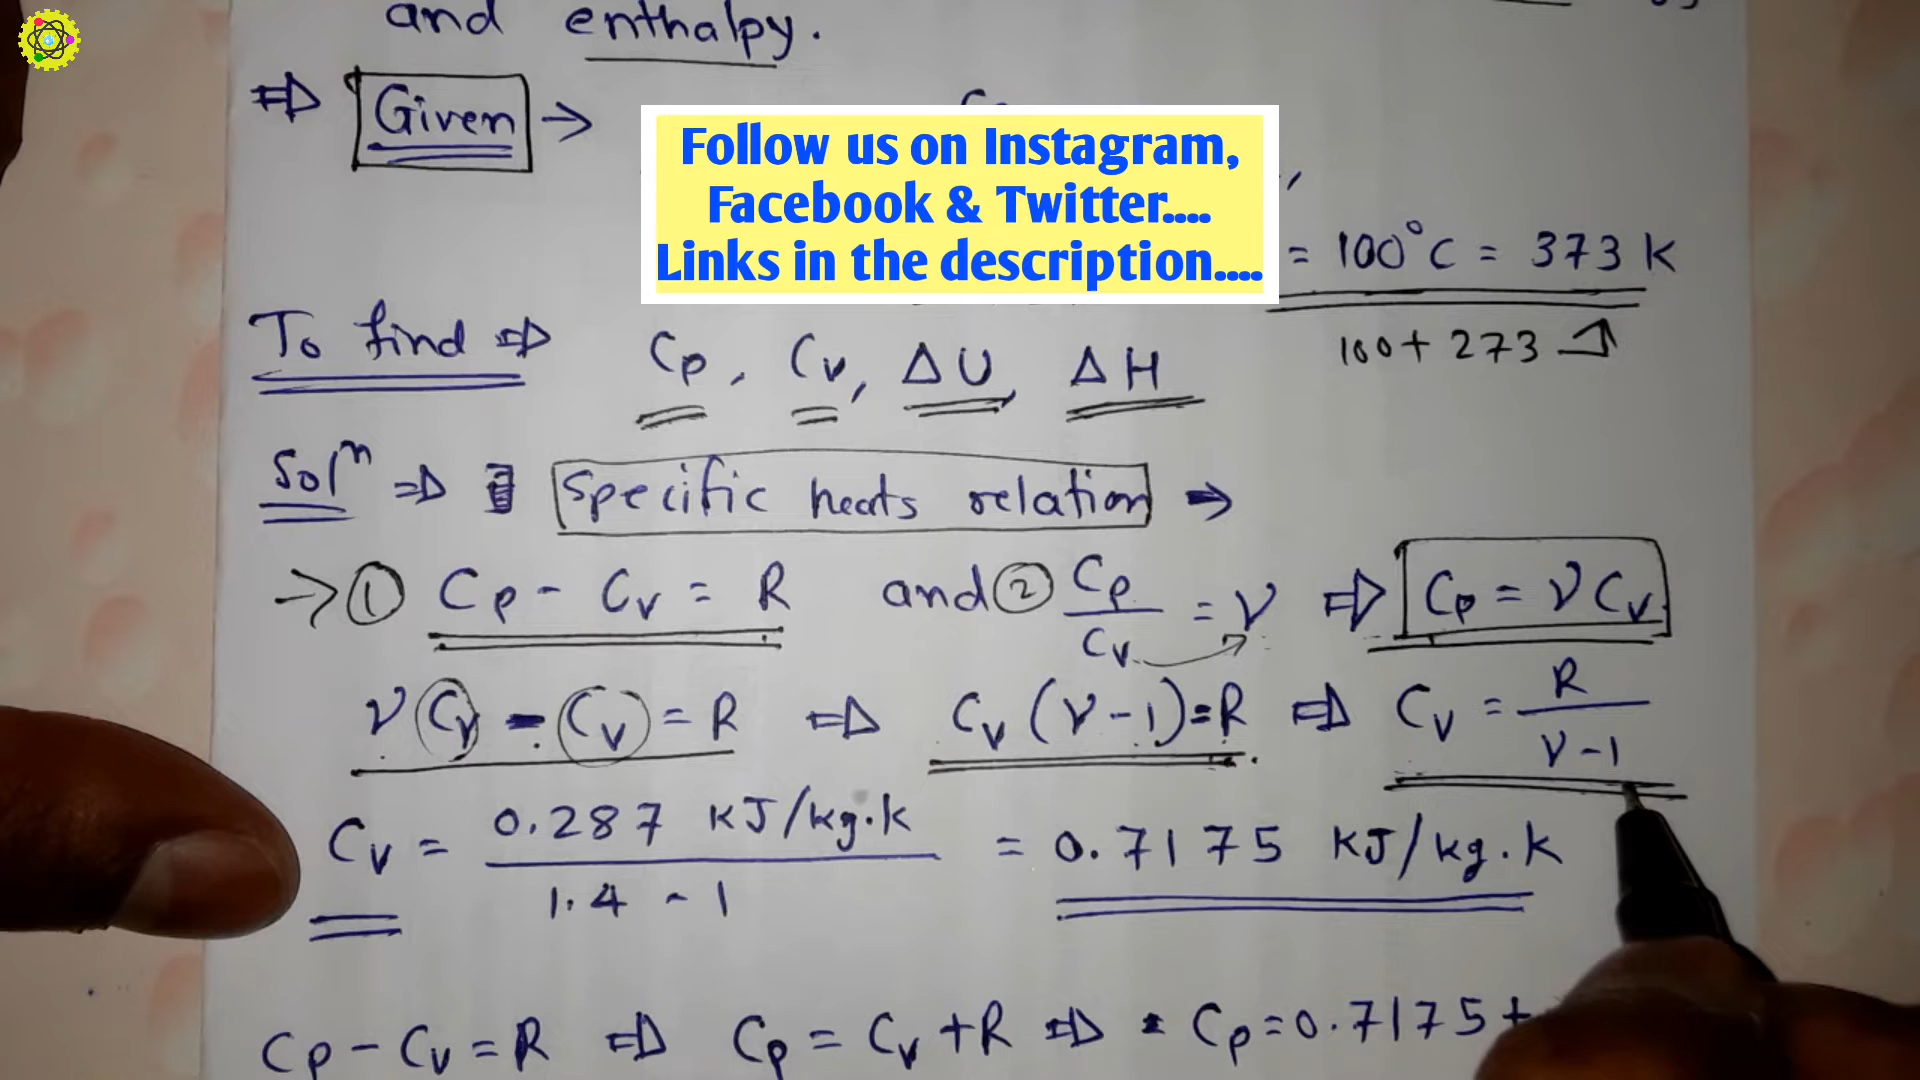 and enthalpy.
⇒ Given →
Follow us on Instagram,
Facebook & Twitter....
Links in the description....
= 100°C = 373 K
100 + 273
To find ⇒ Cp, Cv, ΔU, ΔH
Solⁿ ⇒ Specific heats relation →
→ ① Cp - Cv = R and ② Cp/Cv = γ ⇒ Cp = γCv
γCv - Cv = R ⇒ Cv(γ-1) = R ⇒ Cv = R/γ-1
Cv = 0.287 KJ/kg.k / 1.4 - 1 = 0.7175 KJ/kg.k
Cp - Cv = R ⇒ Cp = Cv + R ⇒ Cp = 0.7175 +